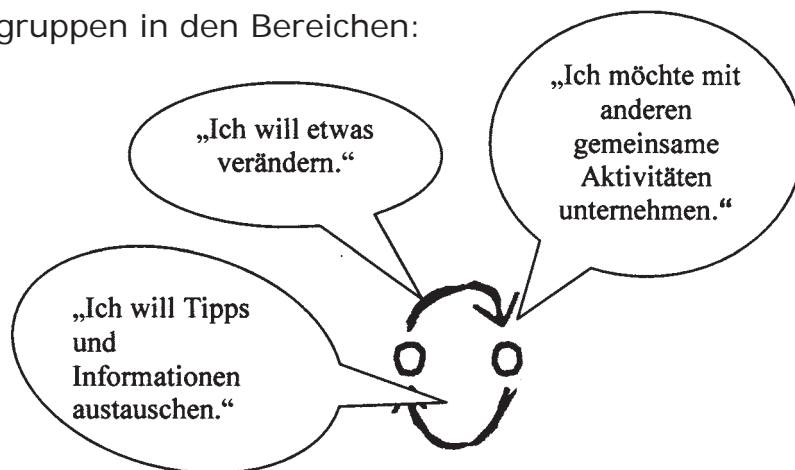 gruppen in den Bereichen:
„Ich will etwas
verändern.“
„Ich möchte mit
anderen
gemeinsame
Aktivitäten
unternehmen.“
„Ich will Tipps
und
Informationen
austauschen.“